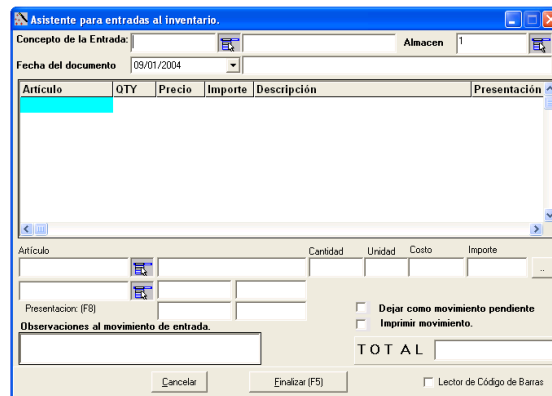 Asistente para entradas al inventario.
Concepto de la Entrada: Almacen 1
Fecha del documento 09/01/2004
Artículo QTY Precio Importe Descripción Presentación
Artículo Cantidad Unidad Costo Importe
..
Presentacion: (F8)
Dejar como movimiento pendiente
Imprimir movimiento.
Observaciones al movimiento de entrada.
TOTAL
Cancelar Finalizar (F5) Lector de Código de Barras